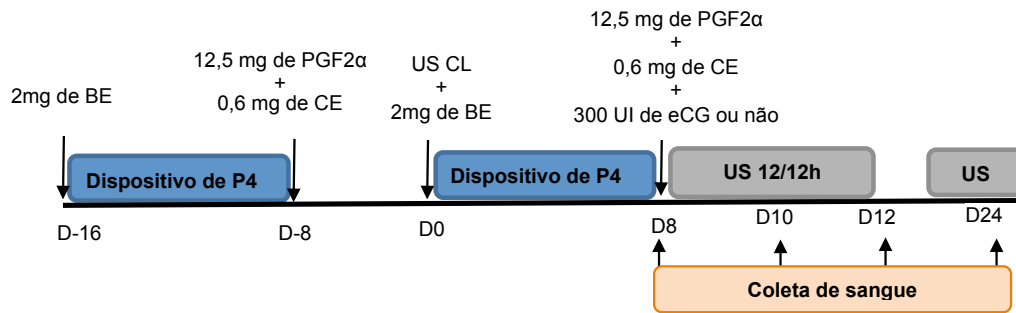 2mg de BE
12,5 mg de PGF2α
+
0,6 mg de CE
US CL
+
2mg de BE
12,5 mg de PGF2α
+
0,6 mg de CE
+
300 UI de eCG ou não
Dispositivo de P4
Dispositivo de P4
US 12/12h
US
D-16
D-8
D0
D8
D10
D12
D24
Coleta de sangue